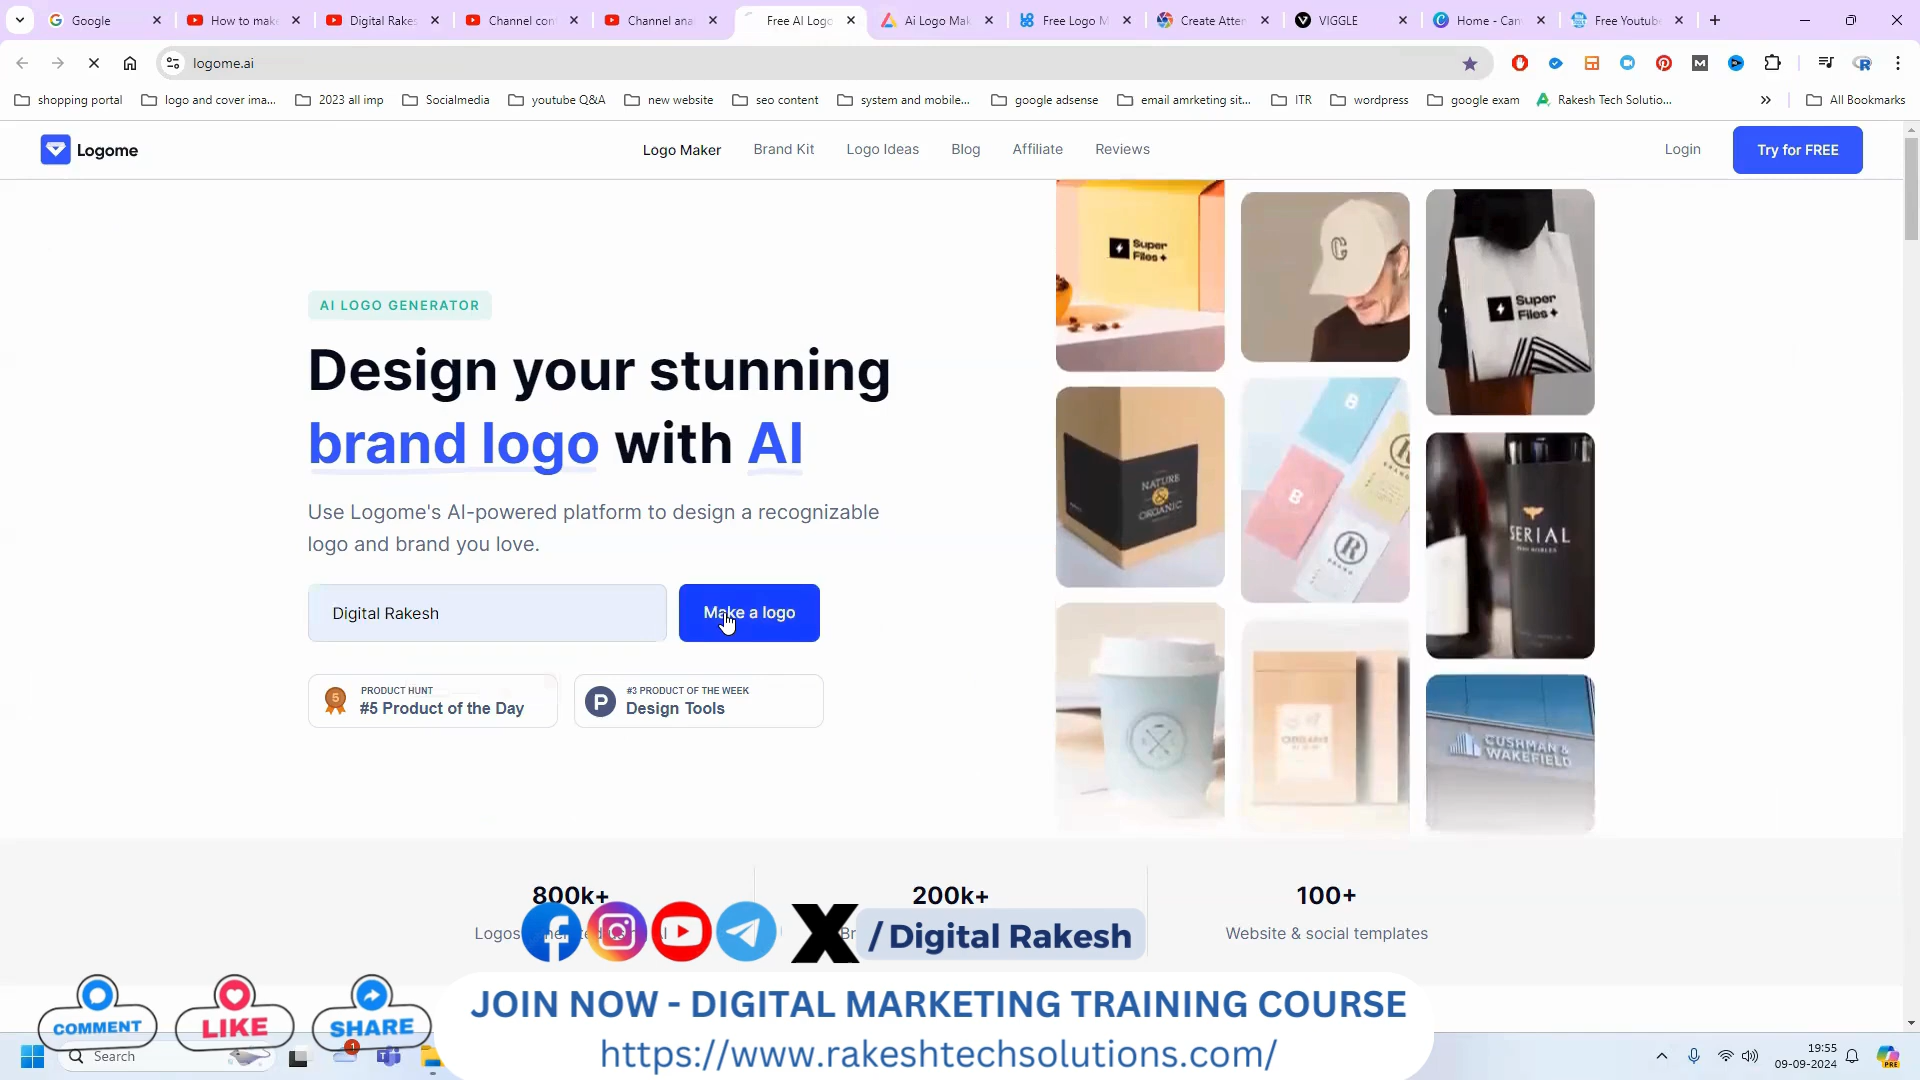 Google
How to make
Digital Rakes
Channel con
Channel ana
Free AI Logo
Ai Logo Mak
Free Logo M
Create Atten
VIGGLE
Home - Can
Free Youtube
logome.ai
shopping portal
logo and cover ima...
2023 all imp
Socialmedia
youtube Q&A
new website
seo content
system and mobile...
google adsense
email amrketing sit...
ITR
wordpress
google exam
Rakesh Tech Solutio...
All Bookmarks
Logome
Logo Maker
Brand Kit
Logo Ideas
Blog
Affiliate
Reviews
Login
Try for FREE
AI LOGO GENERATOR
Design your stunning
brand logo with AI
Use Logome's AI-powered platform to design a recognizable
logo and brand you love.
Digital Rakesh
Make a logo
PRODUCT HUNT
#5 Product of the Day
#3 PRODUCT OF THE WEEK
Design Tools
Super
Files+
C
Super
Files+
NATURE
ORGANIC
B
B
R
SERIAL
CUSHMAN &
WAKEFIELD
800k+
200k+
100+
Logos
Website & social templates
/Digital Rakesh
COMMENT
LIKE
SHARE
JOIN NOW - DIGITAL MARKETING TRAINING COURSE
https://www.rakeshtechsolutions.com/
Search
1
19:55
09-09-2024
PRE